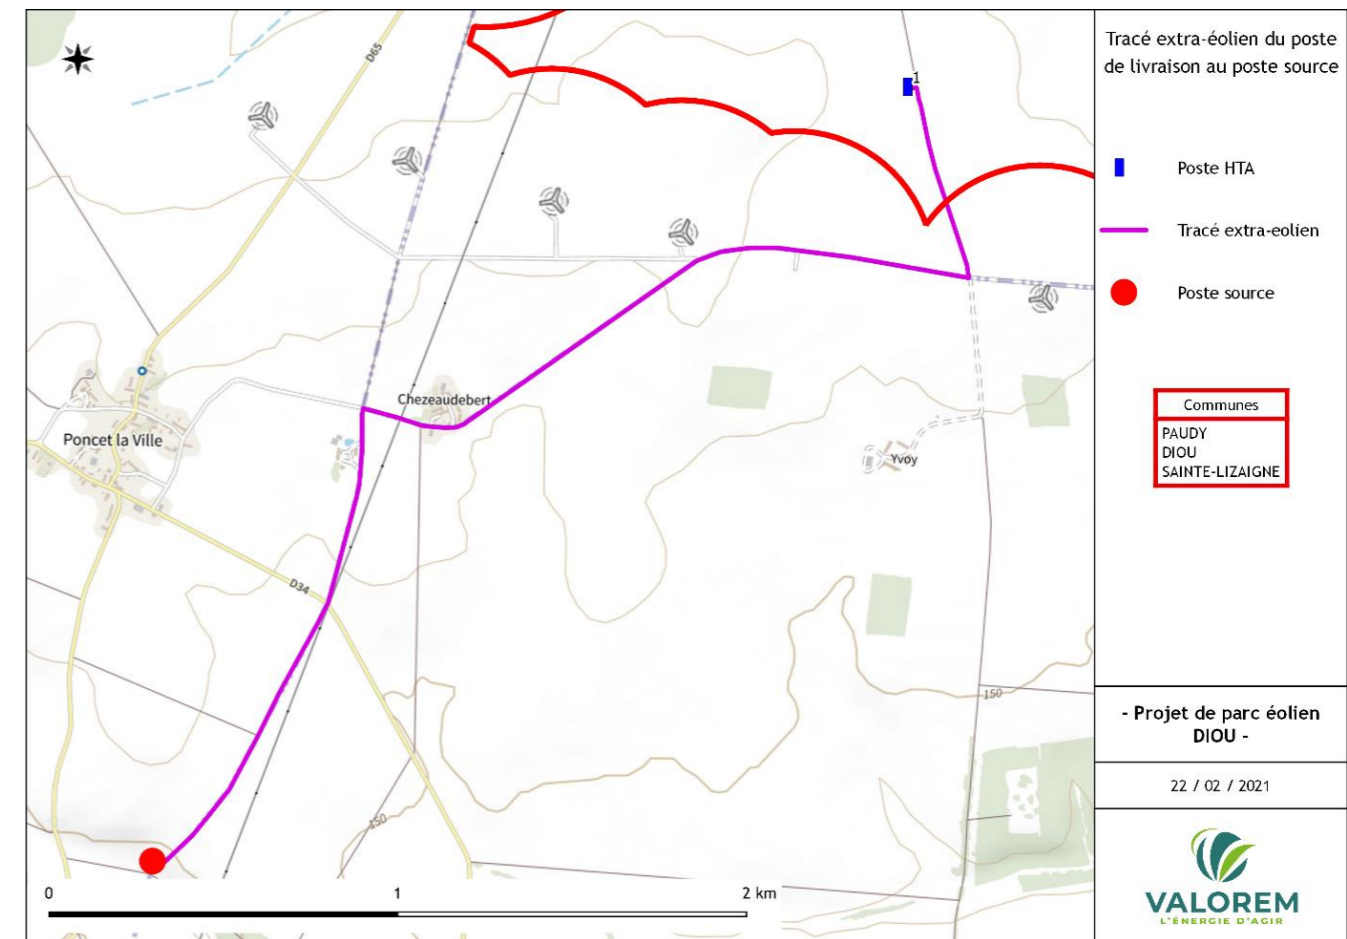 Tracé extra-éolien du poste
de livraison au poste source
Poste HTA
Tracé extra-eolien
Poste source
Communes
PAUDY
DIOU
SAINTE-LIZAIGNE
- Projet de parc éolien
DIOU -
22 / 02 / 2021
VALOREM
L'ÉNERGIE D'AGIR
D65
1
Chezeaudebert
Poncet la Ville
Yvoy
D34
150
150
0 1 2 km